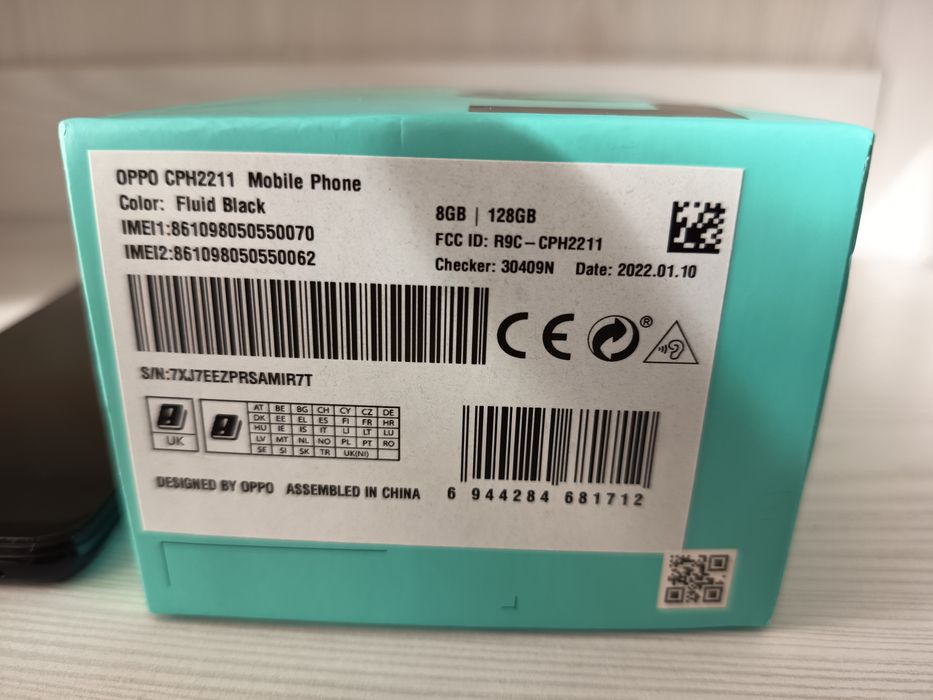 OPPO CPH2211 Mobile Phone
Color: Fluid Black
IMEI1:861098050550070
IMEI2:861098050550062
8GB | 128GB
FCC ID: R9C-CPH2211
Checker: 30409N Date: 2022.01.10
CE ®
S/N:7XJ7EEZPRSAMIR7T
UK
AT BE BG CH CY CZ DE
DK EE EL ES FI FR HR
HU IE IS IT LI LT LU
LV MT NL NO PL PT RO
SE SI SK TR UK(NI)
DESIGNED BY OPPO ASSEMBLED IN CHINA
6 944284 681712